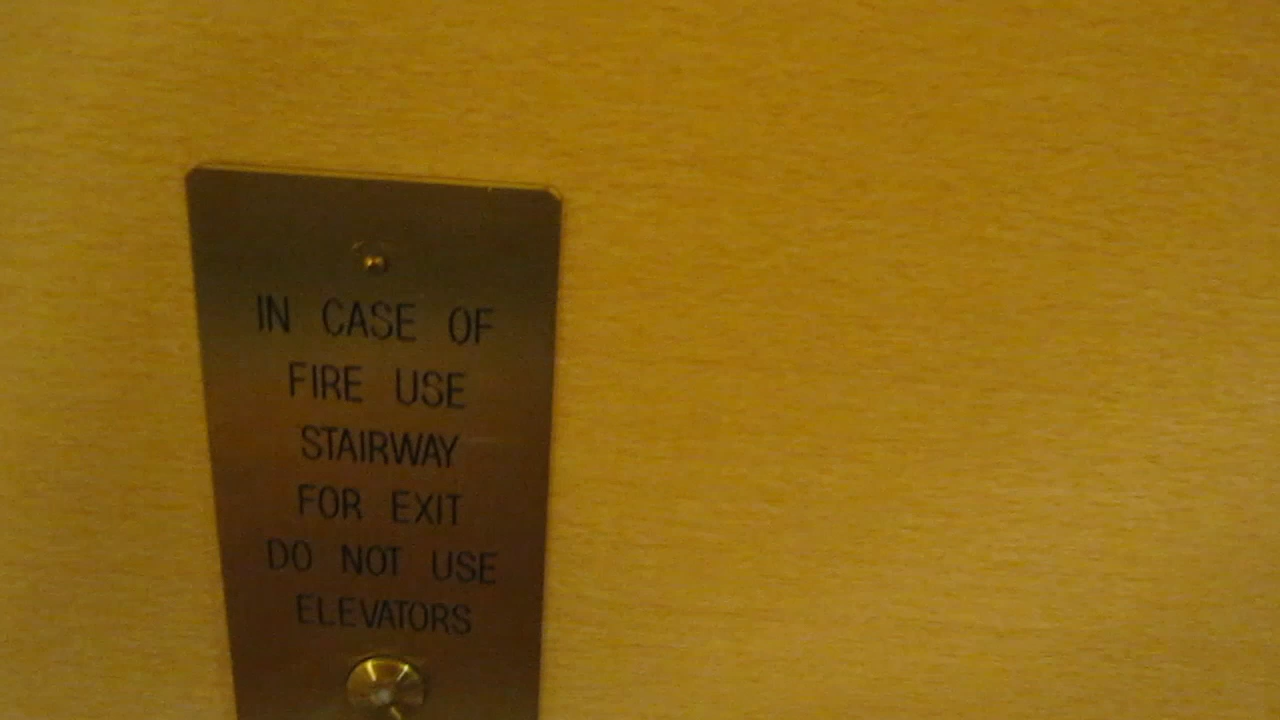 IN CASE OF
FIRE USE
STAIRWAY
FOR EXIT
DO NOT USE
ELEVATORS